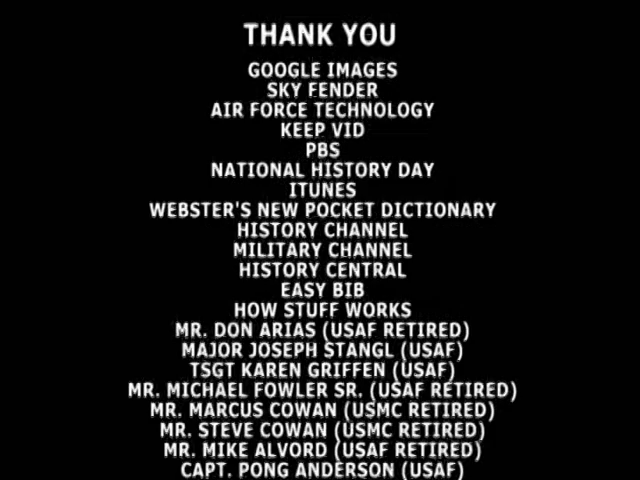 THANK YOU
GOOGLE IMAGES
SKY FENDER
AIR FORCE TECHNOLOGY
KEEP VID
PBS
NATIONAL HISTORY DAY
ITUNES
WEBSTER'S NEW POCKET DICTIONARY
HISTORY CHANNEL
MILITARY CHANNEL
HISTORY CENTRAL
EASY BIB
HOW STUFF WORKS
MR. DON ARIAS (USAF RETIRED)
MAJOR JOSEPH STANGL (USAF)
TSGT KAREN GRIFFEN (USAF)
MR. MICHAEL FOWLER SR. (USAF RETIRED)
MR. MARCUS COWAN (USMC RETIRED)
MR. STEVE COWAN (USMC RETIRED)
MR. MIKE ALVORD (USAF RETIRED)
CAPT. PONG ANDERSON (USAF)